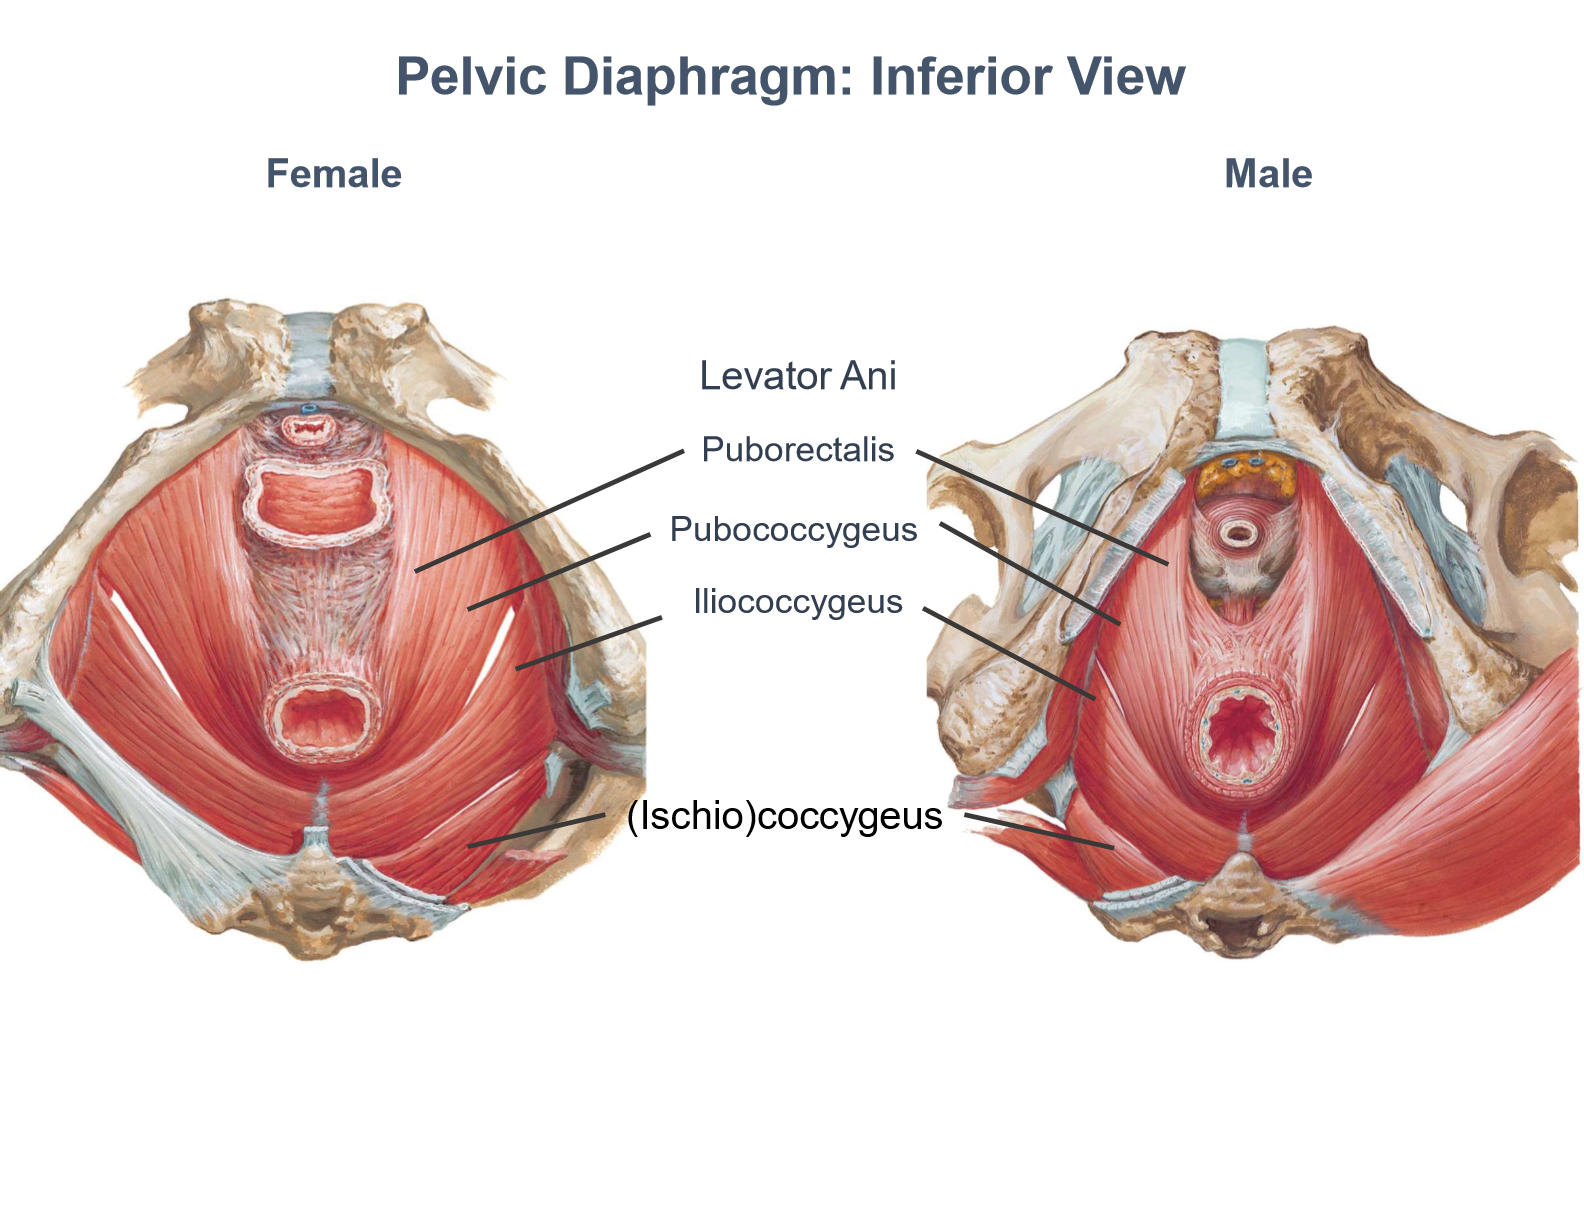 Pelvic Diaphragm: Inferior View
Female
Male
Levator Ani
Puborectalis
Pubococcygeus
Iliococcygeus
(Ischio)coccygeus